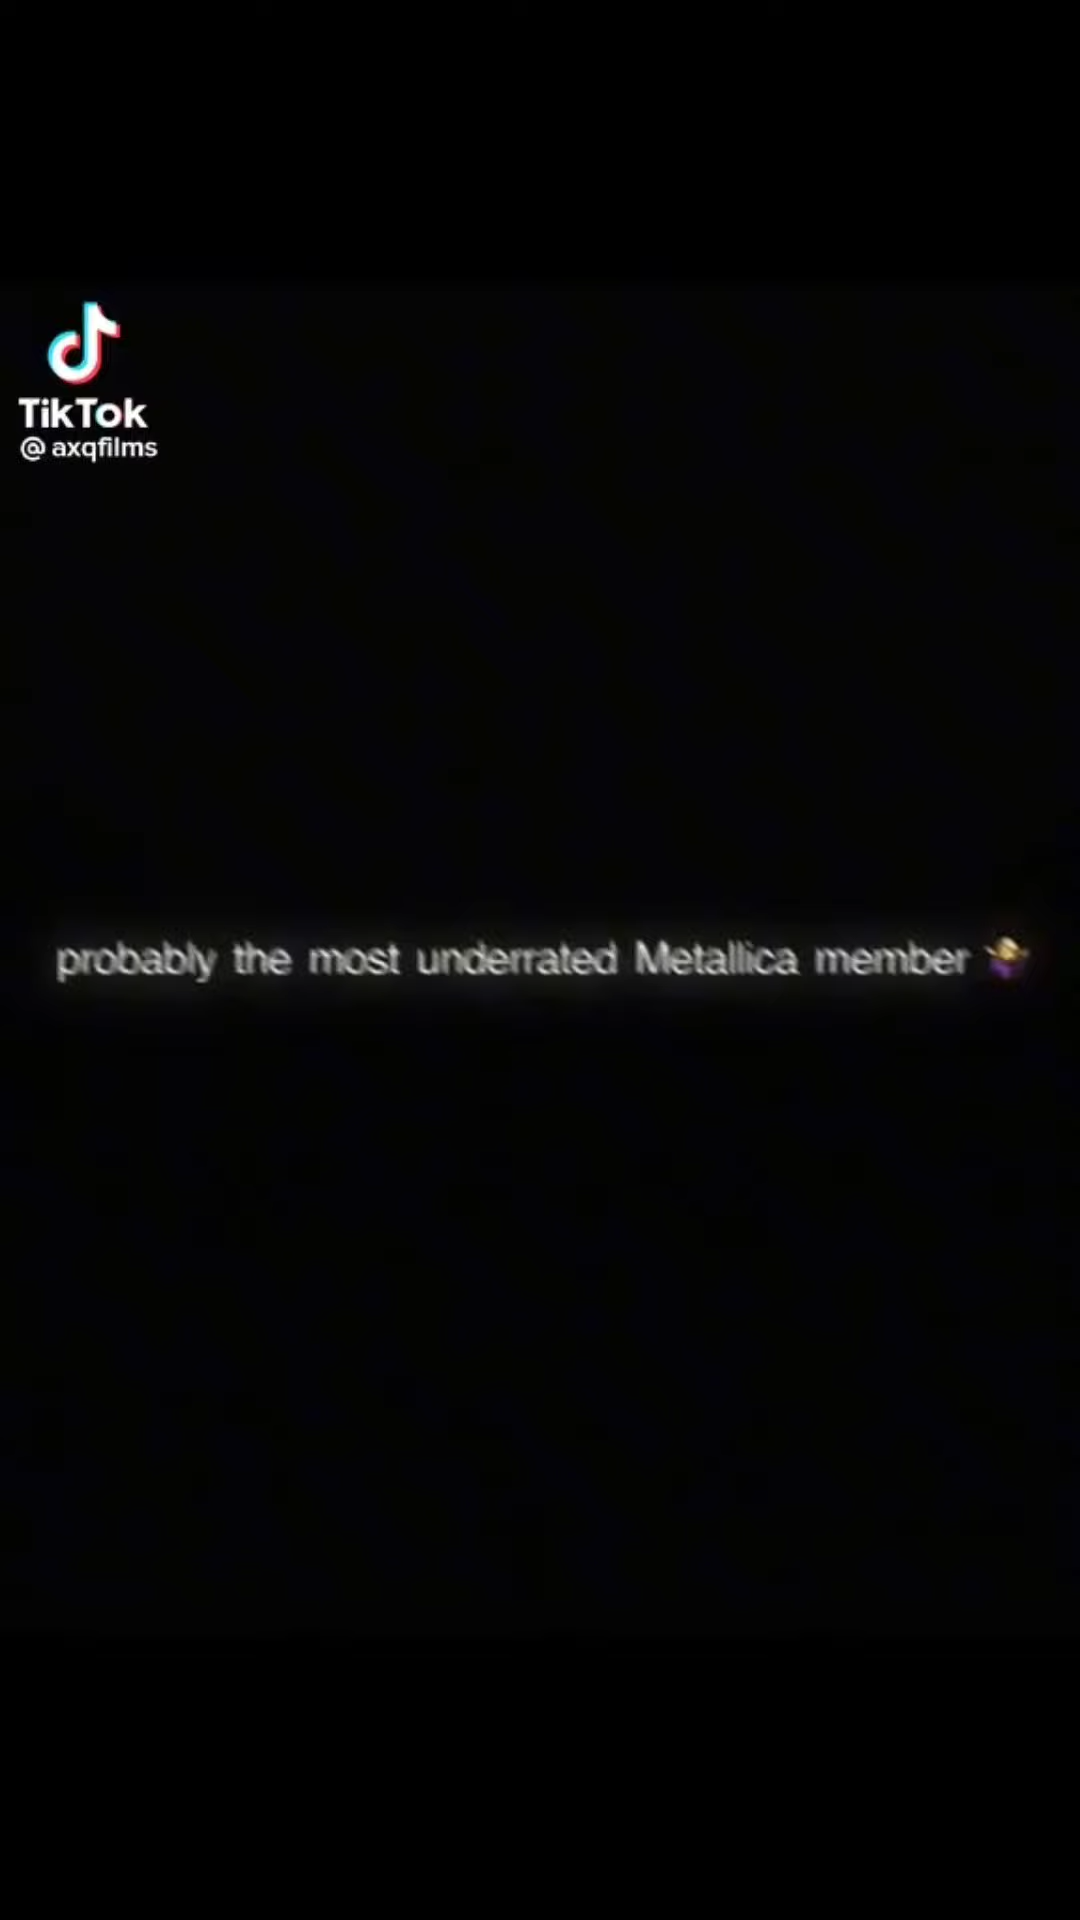 TikTok
@axqfilms
probably the most underrated Metallica member 🤷‍♀️